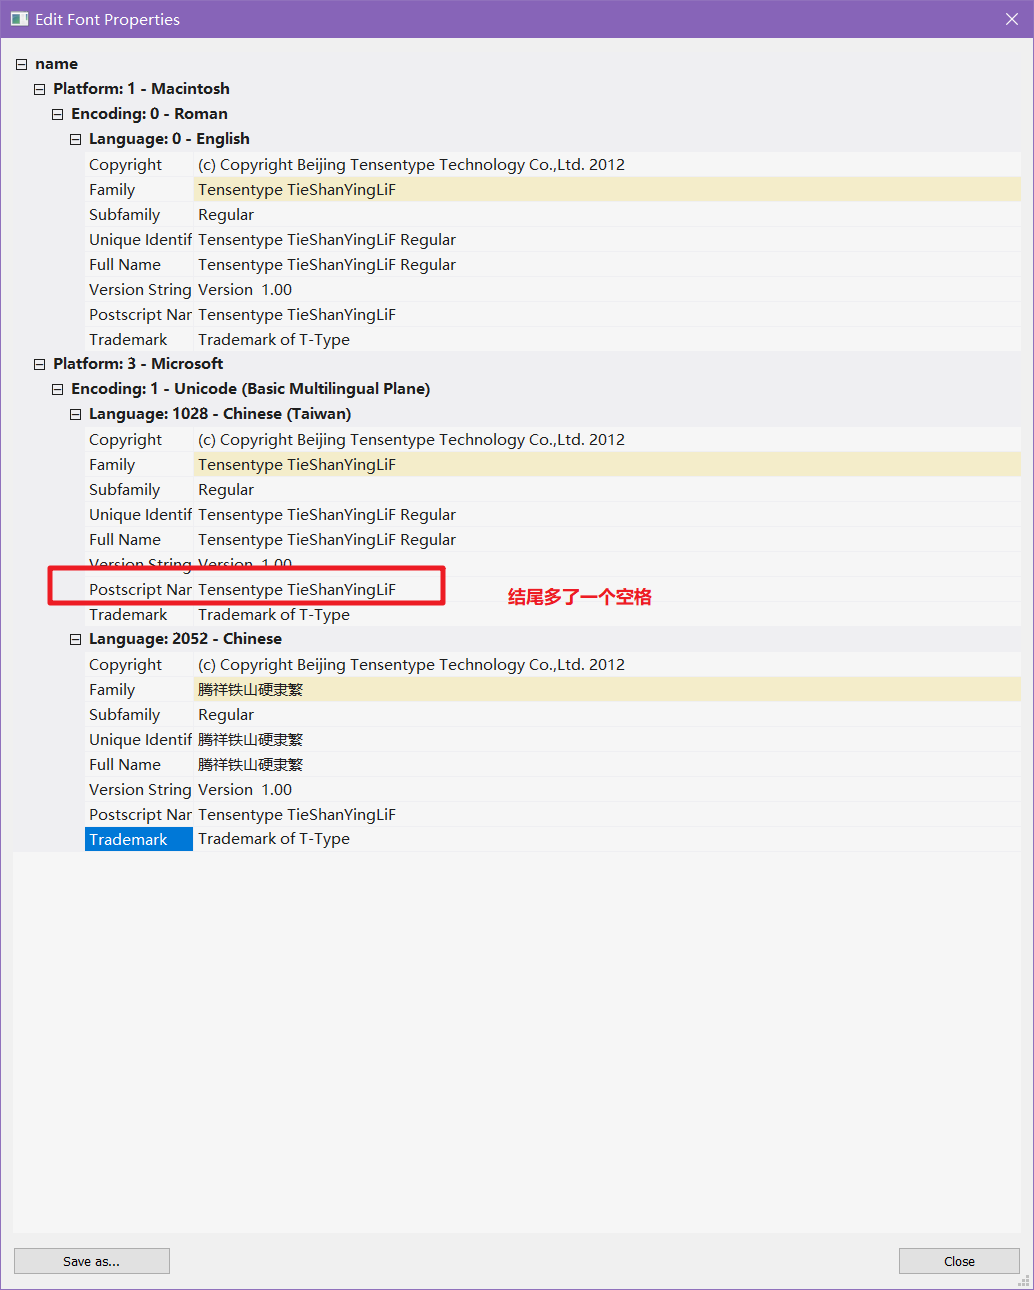 Edit Font Properties
name
Platform: 1 - Macintosh
Encoding: 0 - Roman
Language: 0 - English
Copyright (c) Copyright Beijing Tensentype Technology Co.,Ltd. 2012
Family Tensentype TieShanYingLiF
Subfamily Regular
Unique Identif Tensentype TieShanYingLiF Regular
Full Name Tensentype TieShanYingLiF Regular
Version String Version  1.00
Postscript Nar Tensentype TieShanYingLiF
Trademark Trademark of T-Type
Platform: 3 - Microsoft
Encoding: 1 - Unicode (Basic Multilingual Plane)
Language: 1028 - Chinese (Taiwan)
Copyright (c) Copyright Beijing Tensentype Technology Co.,Ltd. 2012
Family Tensentype TieShanYingLiF
Subfamily Regular
Unique Identif Tensentype TieShanYingLiF Regular
Full Name Tensentype TieShanYingLiF Regular
Version String Version  1.00
Postscript Nar Tensentype TieShanYingLiF
结尾多了一个空格
Trademark Trademark of T-Type
Language: 2052 - Chinese
Copyright (c) Copyright Beijing Tensentype Technology Co.,Ltd. 2012
Family 腾祥铁山硬隶繁
Subfamily Regular
Unique Identif 腾祥铁山硬隶繁
Full Name 腾祥铁山硬隶繁
Version String Version  1.00
Postscript Nar Tensentype TieShanYingLiF
Trademark Trademark of T-Type
Save as...
Close